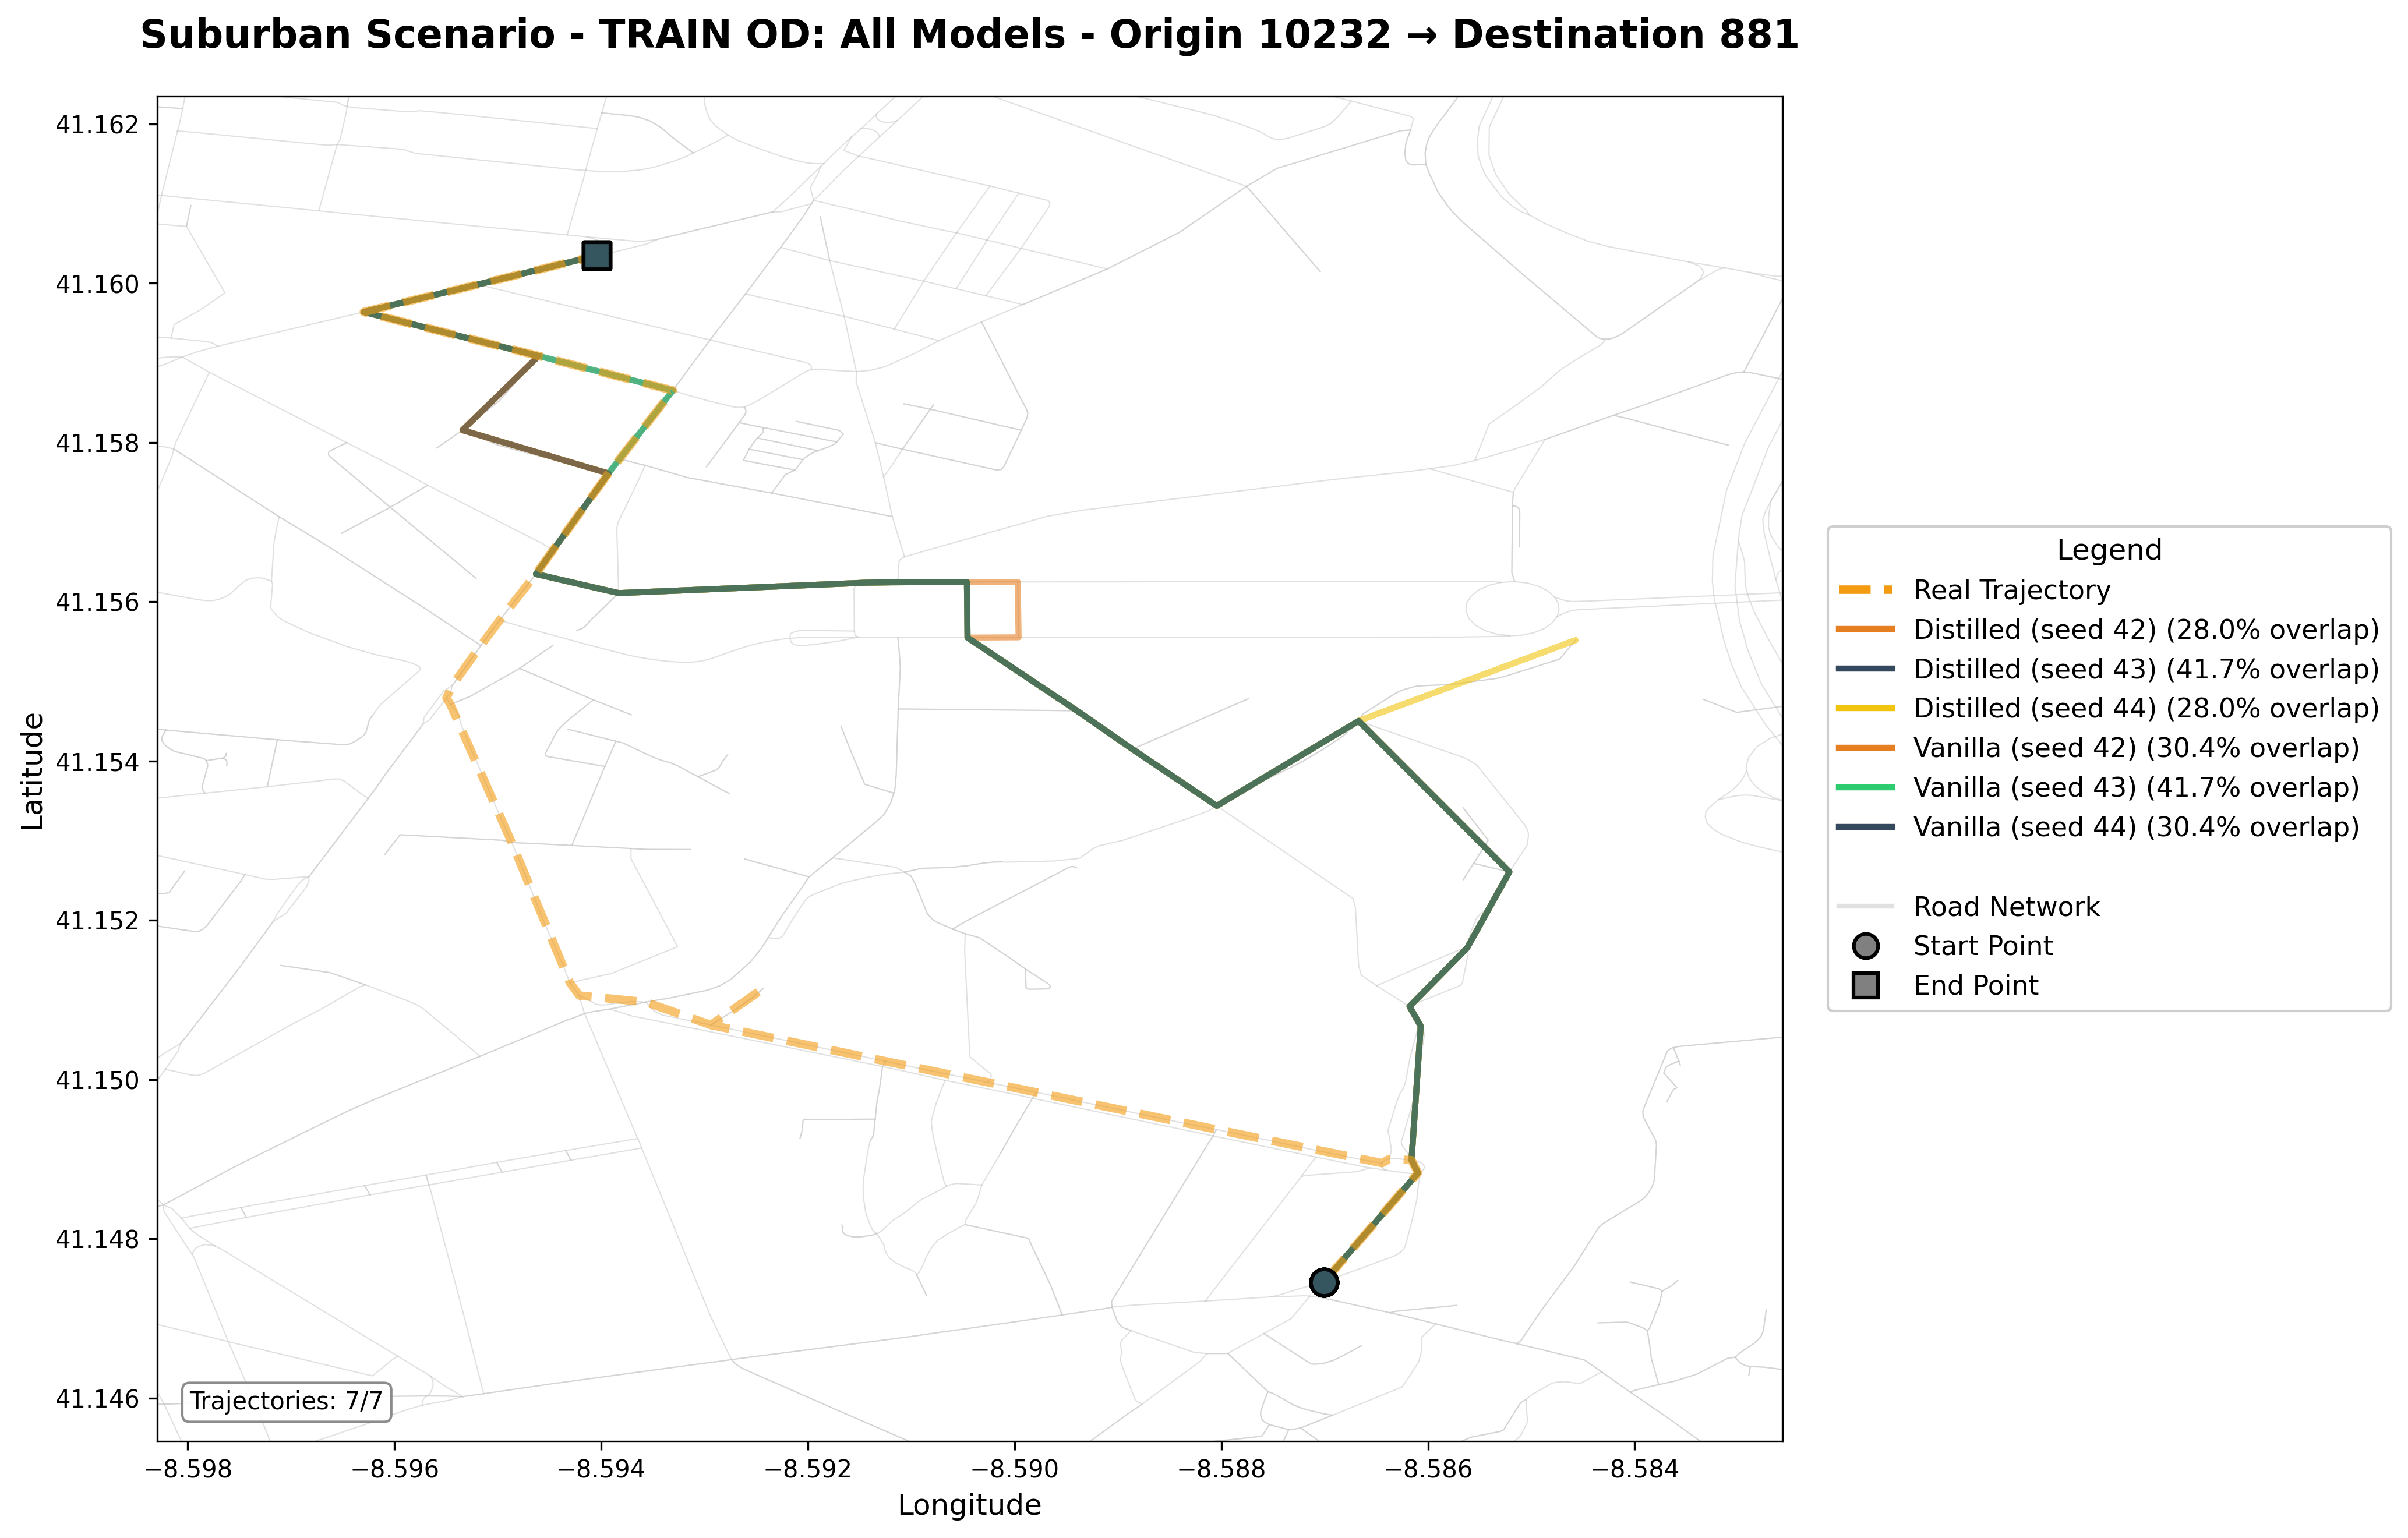 Suburban Scenario - TRAIN OD: All Models - Origin 10232 → Destination 881
41.162
41.160
41.158
41.156
41.154
41.152
41.150
41.148
41.146
Latitude
Trajectories: 7/7
−8.598
−8.596
−8.594
−8.592
−8.590
−8.588
−8.586
−8.584
Longitude
Legend
Real Trajectory
Distilled (seed 42) (28.0% overlap)
Distilled (seed 43) (41.7% overlap)
Distilled (seed 44) (28.0% overlap)
Vanilla (seed 42) (30.4% overlap)
Vanilla (seed 43) (41.7% overlap)
Vanilla (seed 44) (30.4% overlap)
Road Network
Start Point
End Point